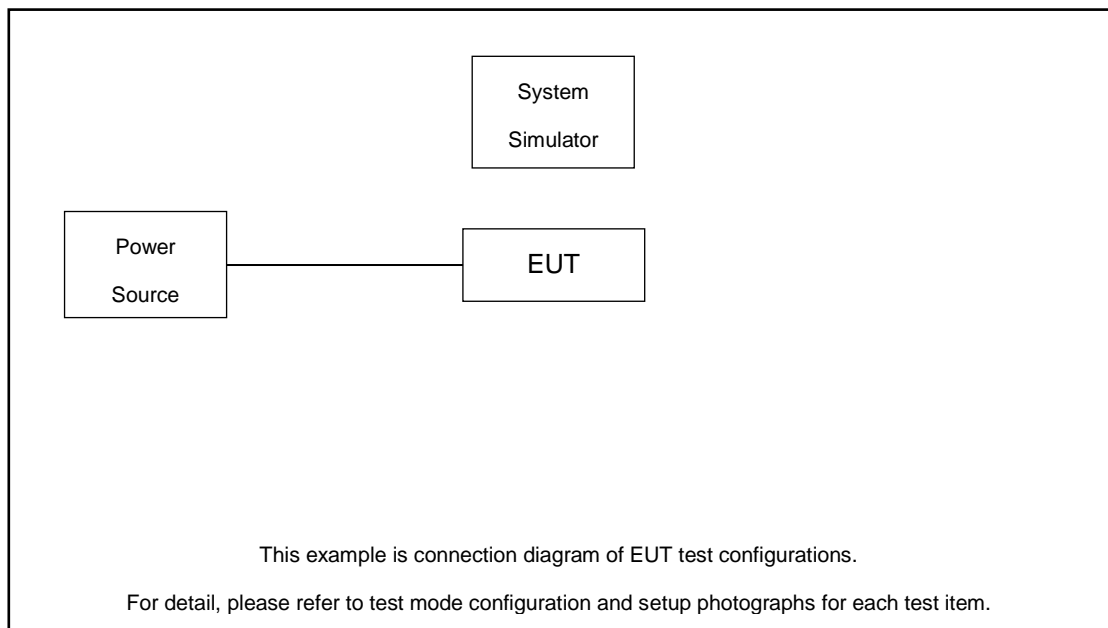 System
Simulator
Power
Source
EUT
This example is connection diagram of EUT test configurations.
For detail, please refer to test mode configuration and setup photographs for each test item.